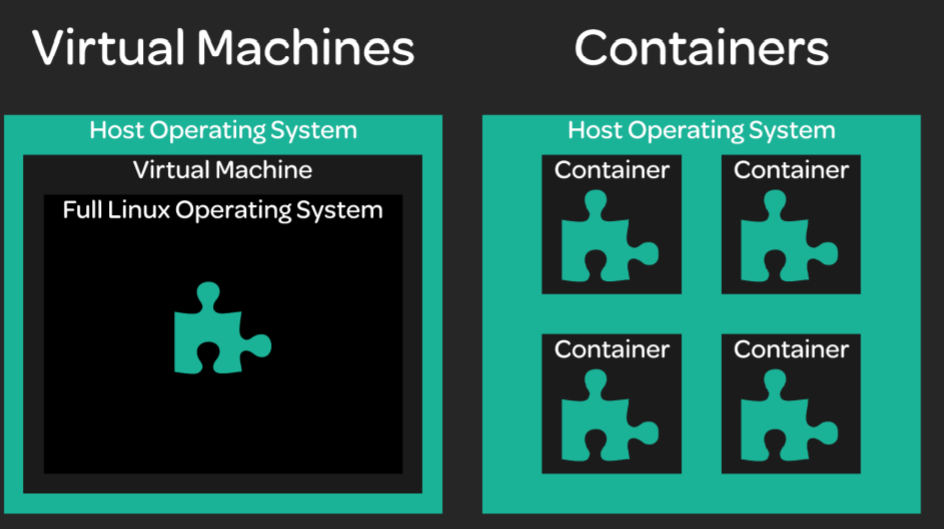 Virtual Machines
Containers
Host Operating System
Virtual Machine
Full Linux Operating System
Host Operating System
Container
Container
Container
Container